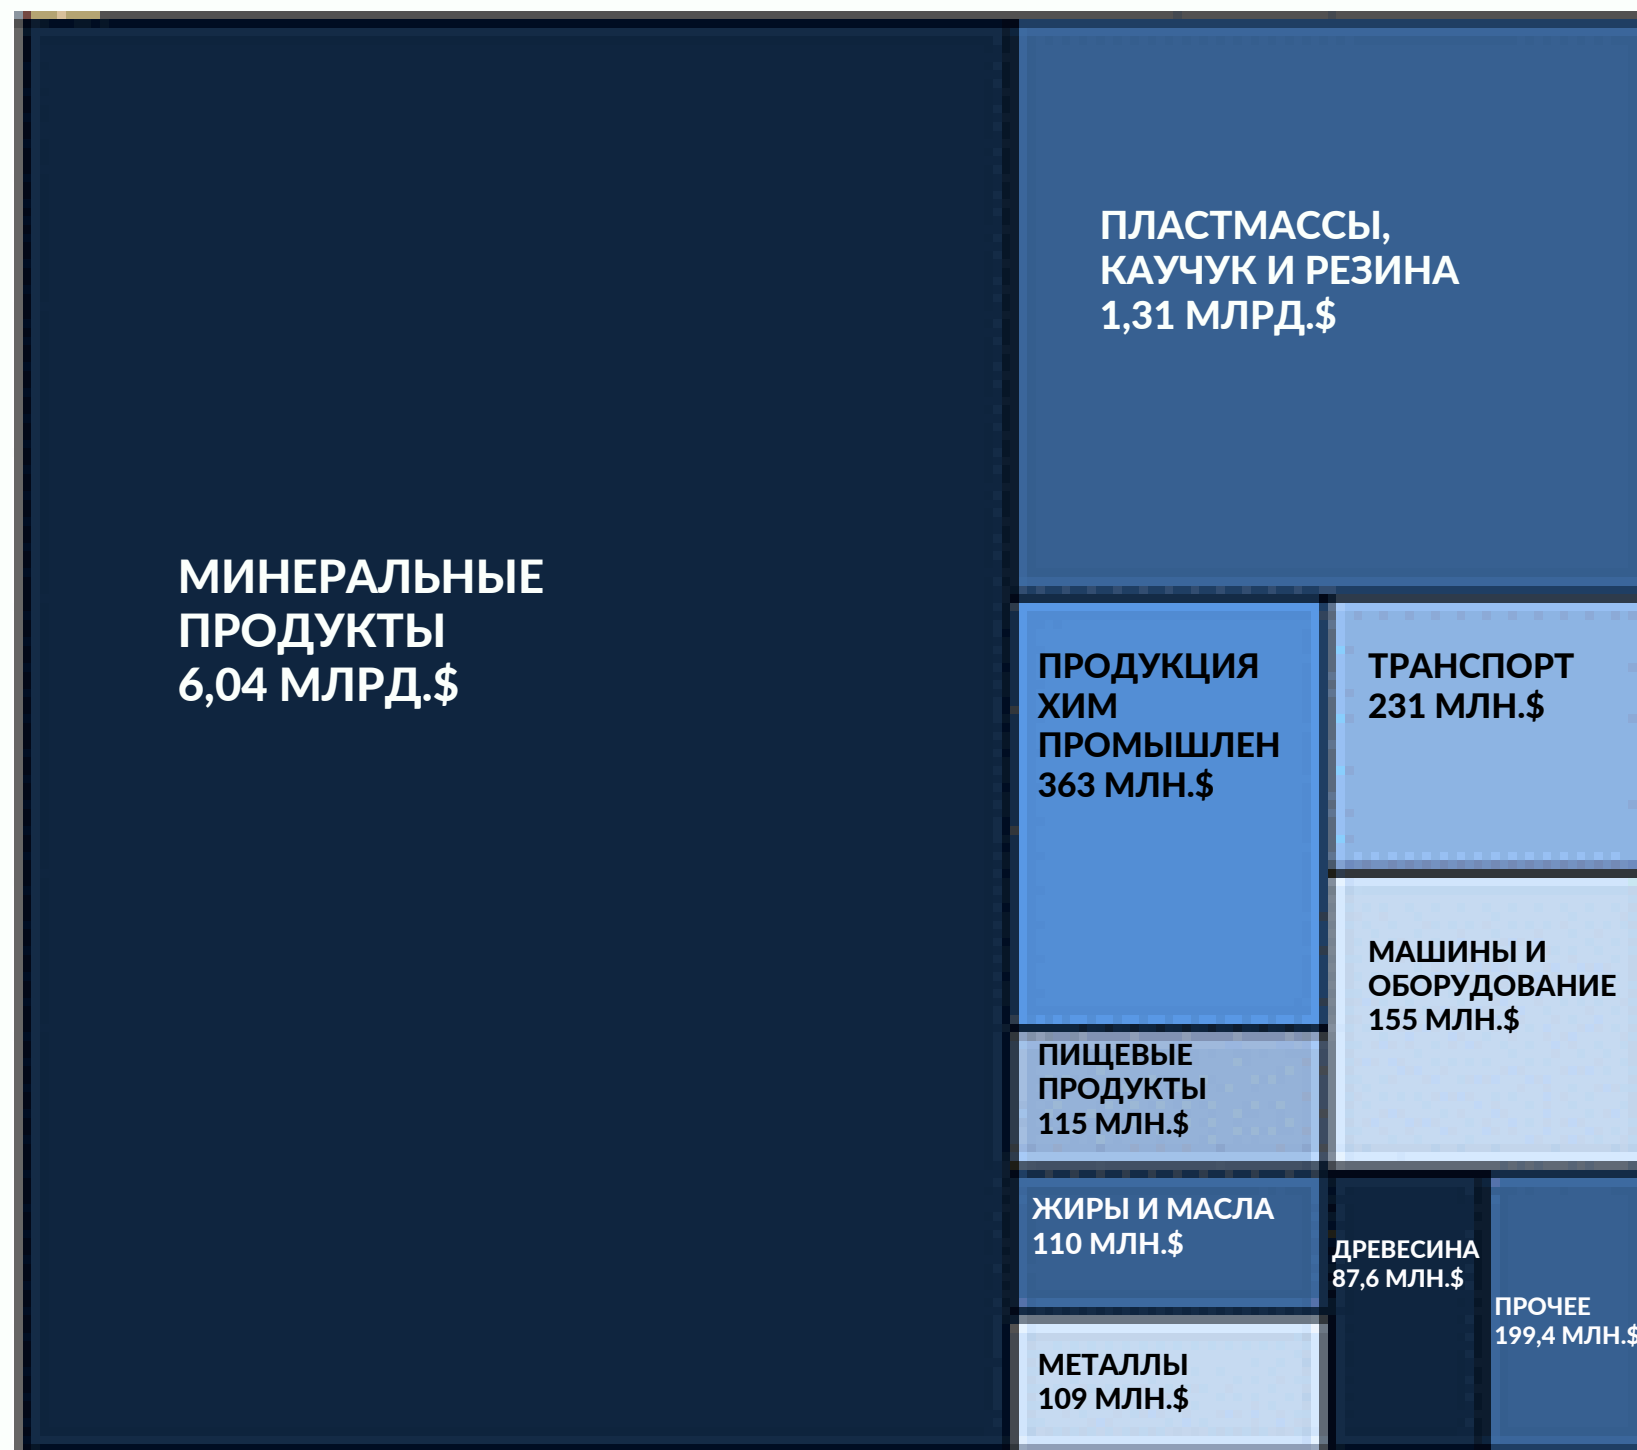 МИНЕРАЛЬНЫЕ
ПРОДУКТЫ
6,04 МЛРД.$
ПЛАСТМАССЫ,
КАУЧУК И РЕЗИНА
1,31 МЛРД.$
ПРОДУКЦИЯ
ХИМ
ПРОМЫШЛЕН
363 МЛН.$
ТРАНСПОРТ
231 МЛН.$
МАШИНЫ И
ОБОРУДОВАНИЕ
155 МЛН.$
ПИЩЕВЫЕ
ПРОДУКТЫ
115 МЛН.$
ЖИРЫ И МАСЛА
110 МЛН.$
МЕТАЛЛЫ
109 МЛН.$
ДРЕВЕСИНА
87,6 МЛН.$
ПРОЧЕЕ
199,4 МЛН.$